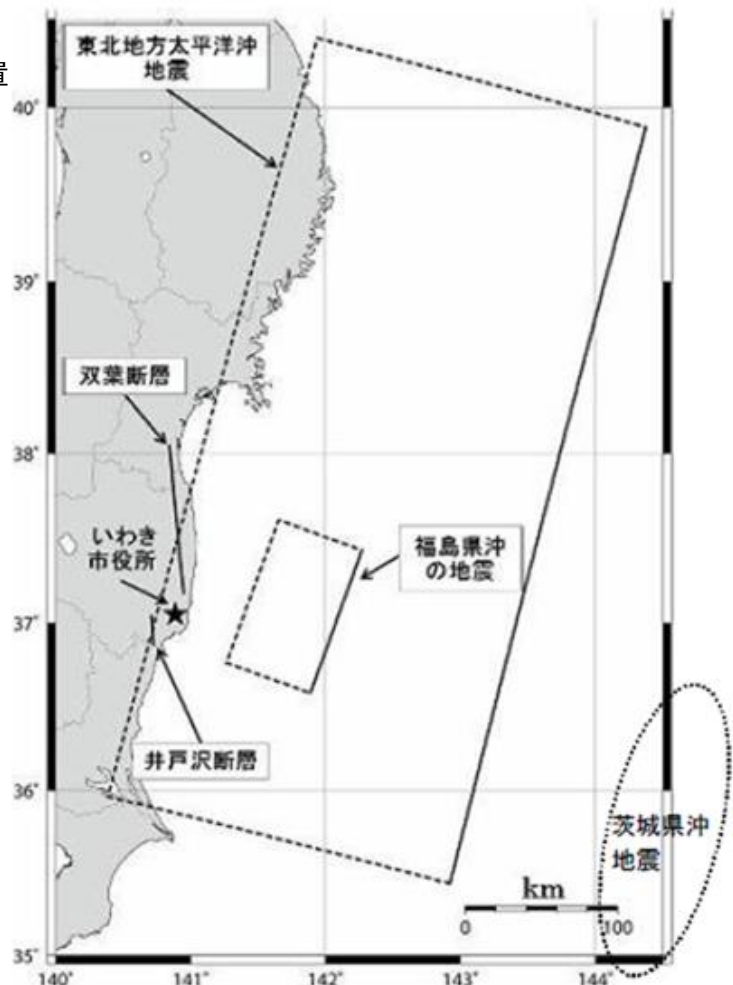 置
東北地方太平洋沖
地震
40°
39°
双葉断層
38°
いわき
市役所
福島県沖
の地震
37°
井戸沢断層
36°
茨城県沖
地震
km
0
100
35°
140°
141°
142°
143°
144°